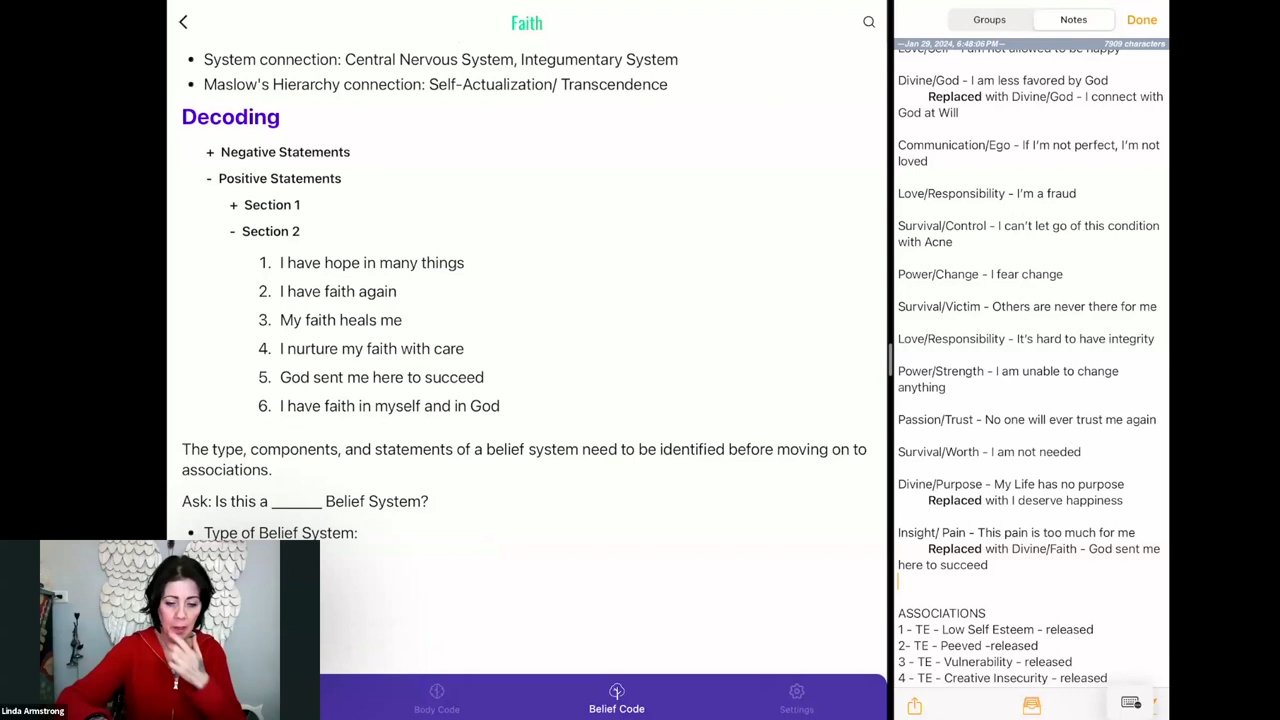 Faith
• System connection: Central Nervous System, Integumentary System
• Maslow's Hierarchy connection: Self-Actualization/ Transcendence
Decoding
+ Negative Statements
- Positive Statements
+ Section 1
- Section 2
1. I have hope in many things
2. I have faith again
3. My faith heals me
4. I nurture my faith with care
5. God sent me here to succeed
6. I have faith in myself and in God
The type, components, and statements of a belief system need to be identified before moving on to
associations.
Ask: Is this a ______ Belief System?
• Type of Belief System:
Body Code
Belief Code
Settings
Linda Armstrong
Groups
Notes
Done
—Jan 29, 2024, 6:48:06 PM—
7909 characters
Love/Self - I am not allowed to be happy
Divine/God - I am less favored by God
Replaced with Divine/God - I connect with
God at Will
Communication/Ego - If I'm not perfect, I'm not
loved
Love/Responsibility - I'm a fraud
Survival/Control - I can't let go of this condition
with Acne
Power/Change - I fear change
Survival/Victim - Others are never there for me
Love/Responsibility - It's hard to have integrity
Power/Strength - I am unable to change
anything
Passion/Trust - No one will ever trust me again
Survival/Worth - I am not needed
Divine/Purpose - My Life has no purpose
Replaced with I deserve happiness
Insight/ Pain - This pain is too much for me
Replaced with Divine/Faith - God sent me
here to succeed
ASSOCIATIONS
1 - TE - Low Self Esteem - released
2- TE - Peeved -released
3 - TE - Vulnerability - released
4 - TE - Creative Insecurity - released